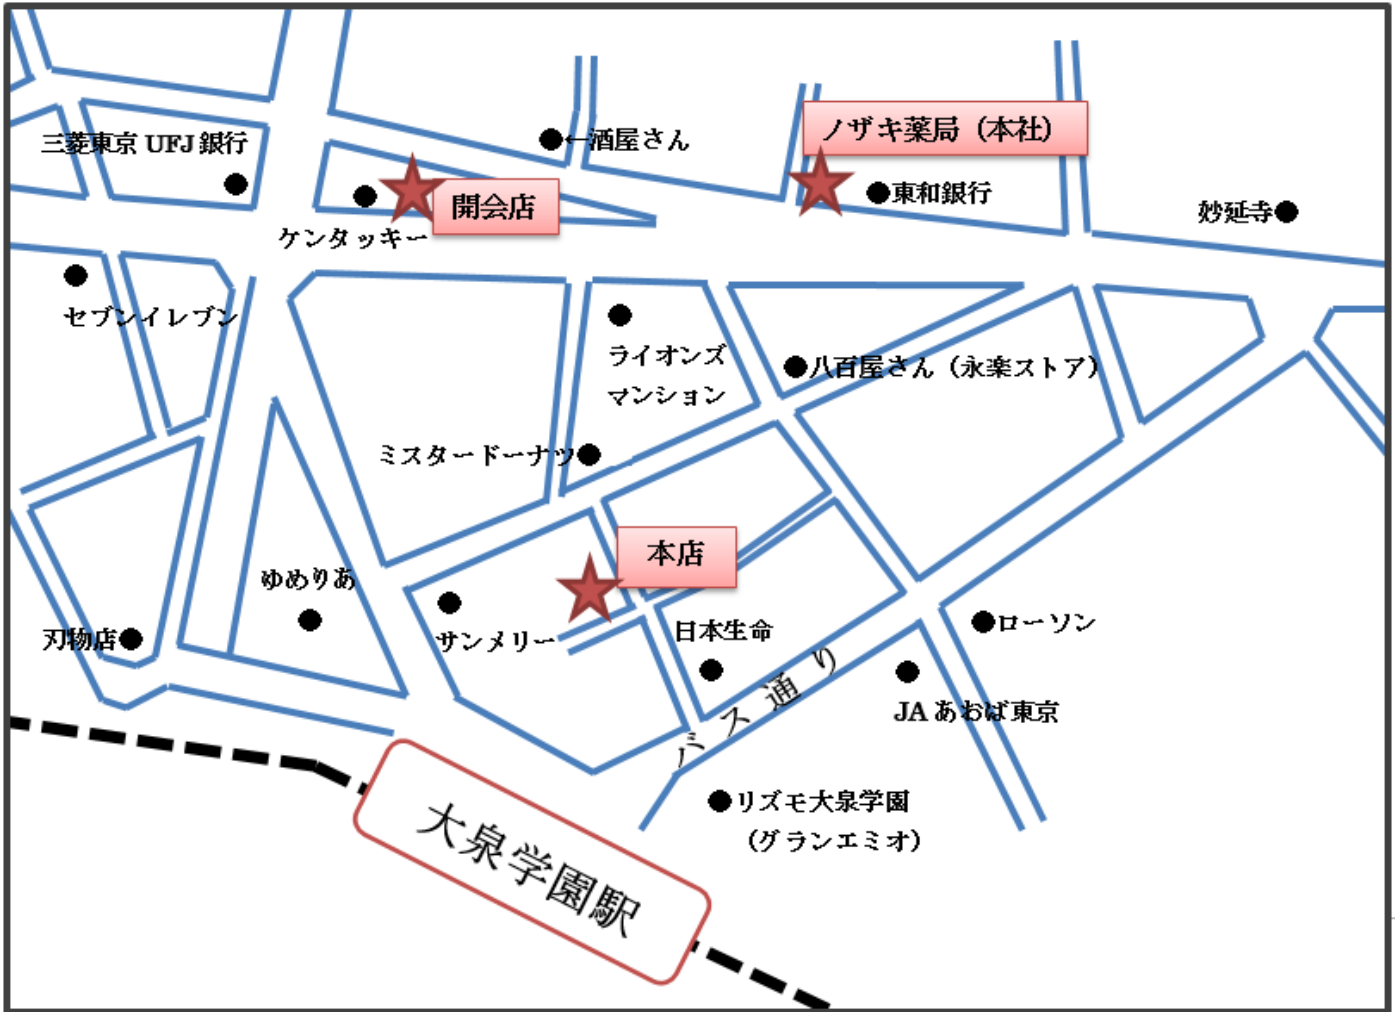 ノザキ薬局（本社）
三菱東京 UFJ 銀行
←酒屋さん
東和銀行
開会店
妙延寺
ケンタッキー
セブンイレブン
ライオンズ
マンション
八百屋さん（永楽ストア）
ミスタードーナツ
本店
ゆめりあ
刃物店
サンメリー
日本生命
ローソン
バス通り
JA あおば東京
リズモ大泉学園
（グランエミオ）
大泉学園駅